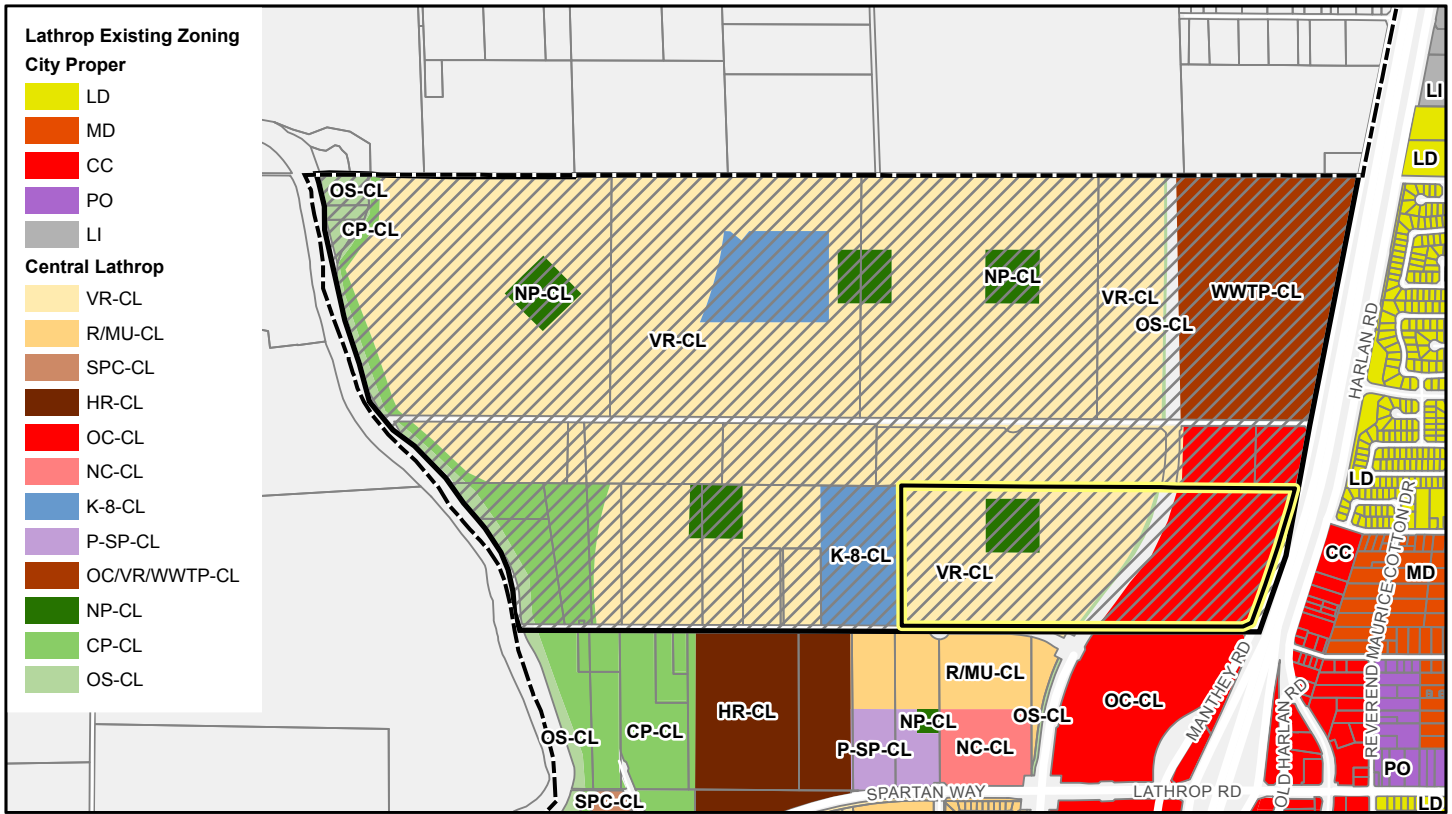 Lathrop Existing Zoning
City Proper
LD
MD
CC
PO
LI
Central Lathrop
VR-CL
R/MU-CL
SPC-CL
HR-CL
OC-CL
NC-CL
K-8-CL
P-SP-CL
OC/VR/WWTP-CL
NP-CL
CP-CL
OS-CL
LI
LD
OS-CL
CP-CL
NP-CL
NP-CL
VR-CL
WWTP-CL
OS-CL
VR-CL
HARLAN RD
LD
K-8-CL
VR-CL
CC
MD
REVEREND MAURICE COTTON DR
R/MU-CL
MANTHEY RD
OC-CL
HR-CL
OS-CL
NP-CL
CP-CL
OS-CL
P-SP-CL
NC-CL
OLD HARLAN RD
PO
SPARTAN WAY
LATHROP RD
SPC-CL
LD